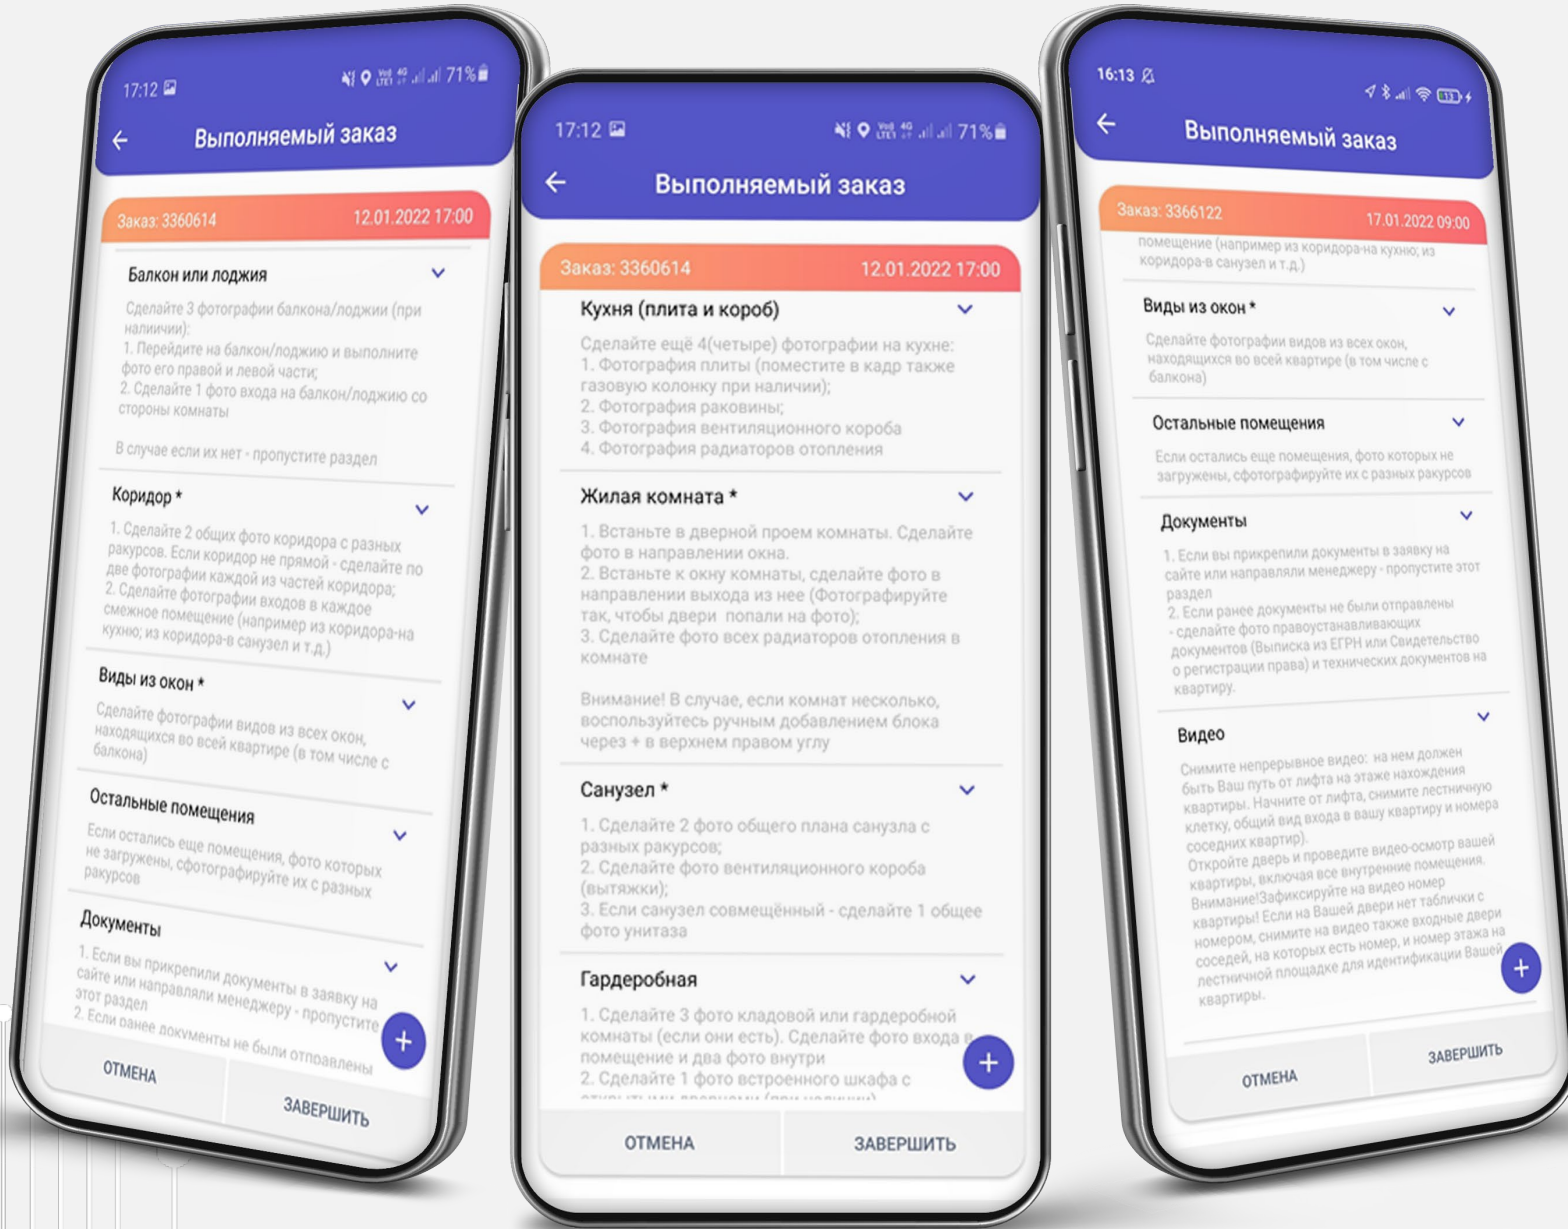 17:12
VoLTE1 4G 71%
Выполняемый заказ
Заказ: 3360614
12.01.2022 17:00
Балкон или лоджия
Сделайте 3 фотографии балкона/лоджии (при
налиичии):
1. Перейдите на балкон/лоджию и выполните
фото его правой и левой части;
2. Сделайте 1 фото входа на балкон/лоджию со
стороны комнаты
В случае если их нет - пропустите раздел
Коридор *
1. Сделайте 2 общих фото коридора с разных
ракурсов. Если коридор не прямой - сделайте по
две фотографии каждой из частей коридора;
2. Сделайте фотографии входов в каждое
смежное помещение (например из коридора-на
кухню; из коридора-в санузел и т.д.)
Виды из окон *
Сделайте фотографии видов из всех окон,
находящихся во всей квартире (в том числе с
балкона)
Остальные помещения
Если остались еще помещения, фото которых
не загружены, сфотографируйте их с разных
ракурсов
Документы
1. Если вы прикрепили документы в заявку на
сайте или направляли менеджеру - пропустите
этот раздел
2. Если ранее документы не были отправлены
+
ОТМЕНА
ЗАВЕРШИТЬ
17:12
VoLTE1 4G 71%
Выполняемый заказ
Заказ: 3360614
12.01.2022 17:00
Кухня (плита и короб)
Сделайте ещё 4(четыре) фотографии на кухне:
1. Фотография плиты (поместите в кадр также
газовую колонку при наличии);
2. Фотография раковины;
3. Фотография вентиляционного короба
4. Фотография радиаторов отопления
Жилая комната *
1. Встаньте в дверной проем комнаты. Сделайте
фото в направлении окна.
2. Встаньте к окну комнаты, сделайте фото в
направлении выхода из нее (Фотографируйте
так, чтобы двери попали на фото);
3. Сделайте фото всех радиаторов отопления в
комнате
Внимание! В случае, если комнат несколько,
воспользуйтесь ручным добавлением блока
через + в верхнем правом углу
Санузел *
1. Сделайте 2 фото общего плана санузла с
разных ракурсов;
2. Сделайте фото вентиляционного короба
(вытяжки);
3. Если санузел совмещённый - сделайте 1 общее
фото унитаза
Гардеробная
1. Сделайте 3 фото кладовой или гардеробной
комнаты (если они есть). Сделайте фото входа в
помещение и два фото внутри
2. Сделайте 1 фото встроенного шкафа с
открытыми дверцами (при наличии)
+
ОТМЕНА
ЗАВЕРШИТЬ
16:13
13
Выполняемый заказ
Заказ: 3366122
17.01.2022 09:00
помещение (например из коридора-на кухню; из
коридора-в санузел и т.д.)
Виды из окон *
Сделайте фотографии видов из всех окон,
находящихся во всей квартире (в том числе с
балкона)
Остальные помещения
Если остались еще помещения, фото которых не
загружены, сфотографируйте их с разных ракурсов
Документы
1. Если вы прикрепили документы в заявку на
сайте или направляли менеджеру - пропустите этот
раздел
2. Если ранее документы не были отправлены
- сделайте фото правоустанавливающих
документов (Выписка из ЕГРН или Свидетельство
о регистрации права) и технических документов на
квартиру.
Видео
Снимите непрерывное видео: на нем должен
быть Ваш путь от лифта на этаже нахождения
квартиры. Начните от лифта, снимите лестничную
клетку, общий вид входа в вашу квартиру и номера
соседних квартир).
Откройте дверь и проведите видео-осмотр вашей
квартиры, включая все внутренние помещения.
Внимание!Зафиксируйте на видео номер
квартиры! Если на Вашей двери нет таблички с
номером, снимите на видео также входные двери
соседей, на которых есть номер, и номер этажа на
лестничной площадке для идентификации Вашей
квартиры.
+
ОТМЕНА
ЗАВЕРШИТЬ